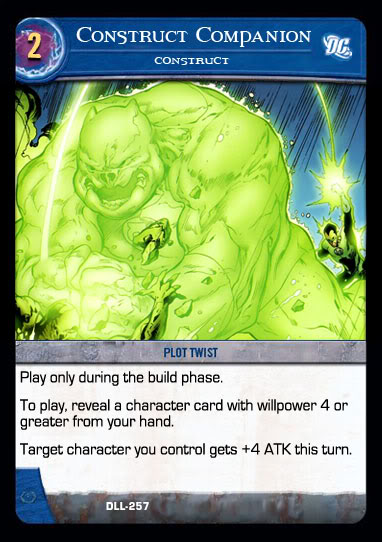 2
CONSTRUCT COMPANION
DC
CONSTRUCT
PLOT TWIST
Play only during the build phase.
To play, reveal a character card with willpower 4 or
greater from your hand.
Target character you control gets +4 ATK this turn.
DLL-257